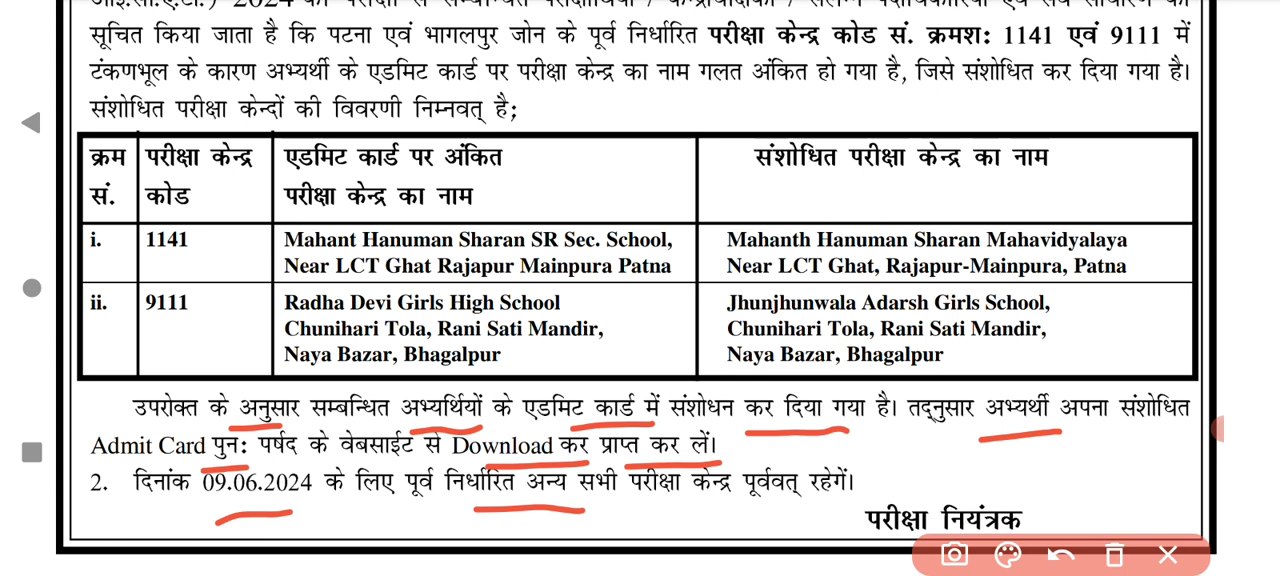 2024
सूचित किया जाता है कि पटना एवं भागलपुर जोन के पूर्व निर्धारित परीक्षा केन्द्र कोड सं. क्रमश: 1141 एवं 9111 में
टंकणभूल के कारण अभ्यर्थी के एडमिट कार्ड पर परीक्षा केन्द्र का नाम गलत अंकित हो गया है, जिसे संशोधित कर दिया गया है।
संशोधित परीक्षा केन्दों की विवरणी निम्नवत् है;
क्रम सं.
परीक्षा केन्द्र कोड
एडमिट कार्ड पर अंकित
परीक्षा केन्द्र का नाम
संशोधित परीक्षा केन्द्र का नाम
i.
1141
Mahant Hanuman Sharan SR Sec. School,
Near LCT Ghat Rajapur Mainpura Patna
Mahanth Hanuman Sharan Mahavidyalaya
Near LCT Ghat, Rajapur-Mainpura, Patna
ii.
9111
Radha Devi Girls High School
Chunihari Tola, Rani Sati Mandir,
Naya Bazar, Bhagalpur
Jhunjhunwala Adarsh Girls School,
Chunihari Tola, Rani Sati Mandir,
Naya Bazar, Bhagalpur
उपरोक्त के अनुसार सम्बन्धित अभ्यर्थियों के एडमिट कार्ड में संशोधन कर दिया गया है। तद्नुसार अभ्यर्थी अपना संशोधित
Admit Card पुन: पर्षद के वेबसाईट से Download कर प्राप्त कर लें।
2. दिनांक 09.06.2024 के लिए पूर्व निर्धारित अन्य सभी परीक्षा केन्द्र पूर्ववत् रहेगें।
परीक्षा नियंत्रक